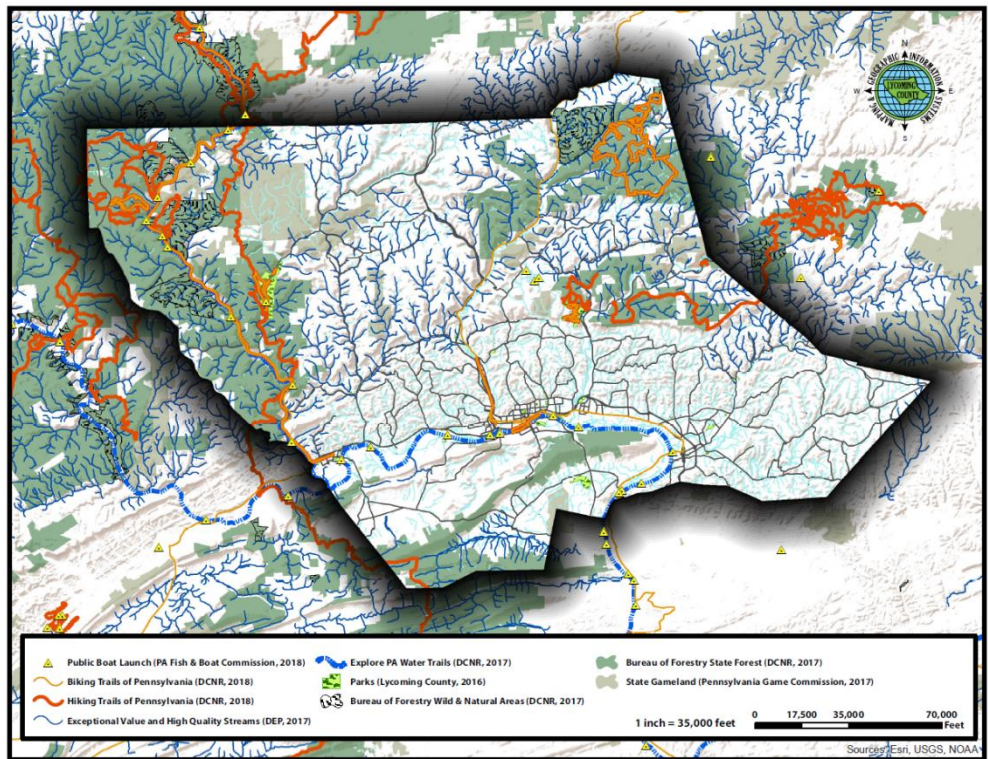 N
W
E
S
GEOGRAPHIC INFORMATION
LYCOMING
COUNTY
MAPPING &
SYSTEMS
Public Boat Launch (PA Fish & Boat Commission, 2018)
Biking Trails of Pennsylvania (DCNR, 2018)
Hiking Trails of Pennsylvania (DCNR, 2018)
Exceptional Value and High Quality Streams (DEP, 2017)
Explore PA Water Trails (DCNR, 2017)
Parks (Lycoming County, 2016)
Bureau of Forestry Wild & Natural Areas (DCNR, 2017)
Bureau of Forestry State Forest (DCNR, 2017)
State Gameland (Pennsylvania Game Commission, 2017)
1 inch = 35,000 feet
0 17,500 35,000 70,000
Feet
Sources: Esri, USGS, NOAA